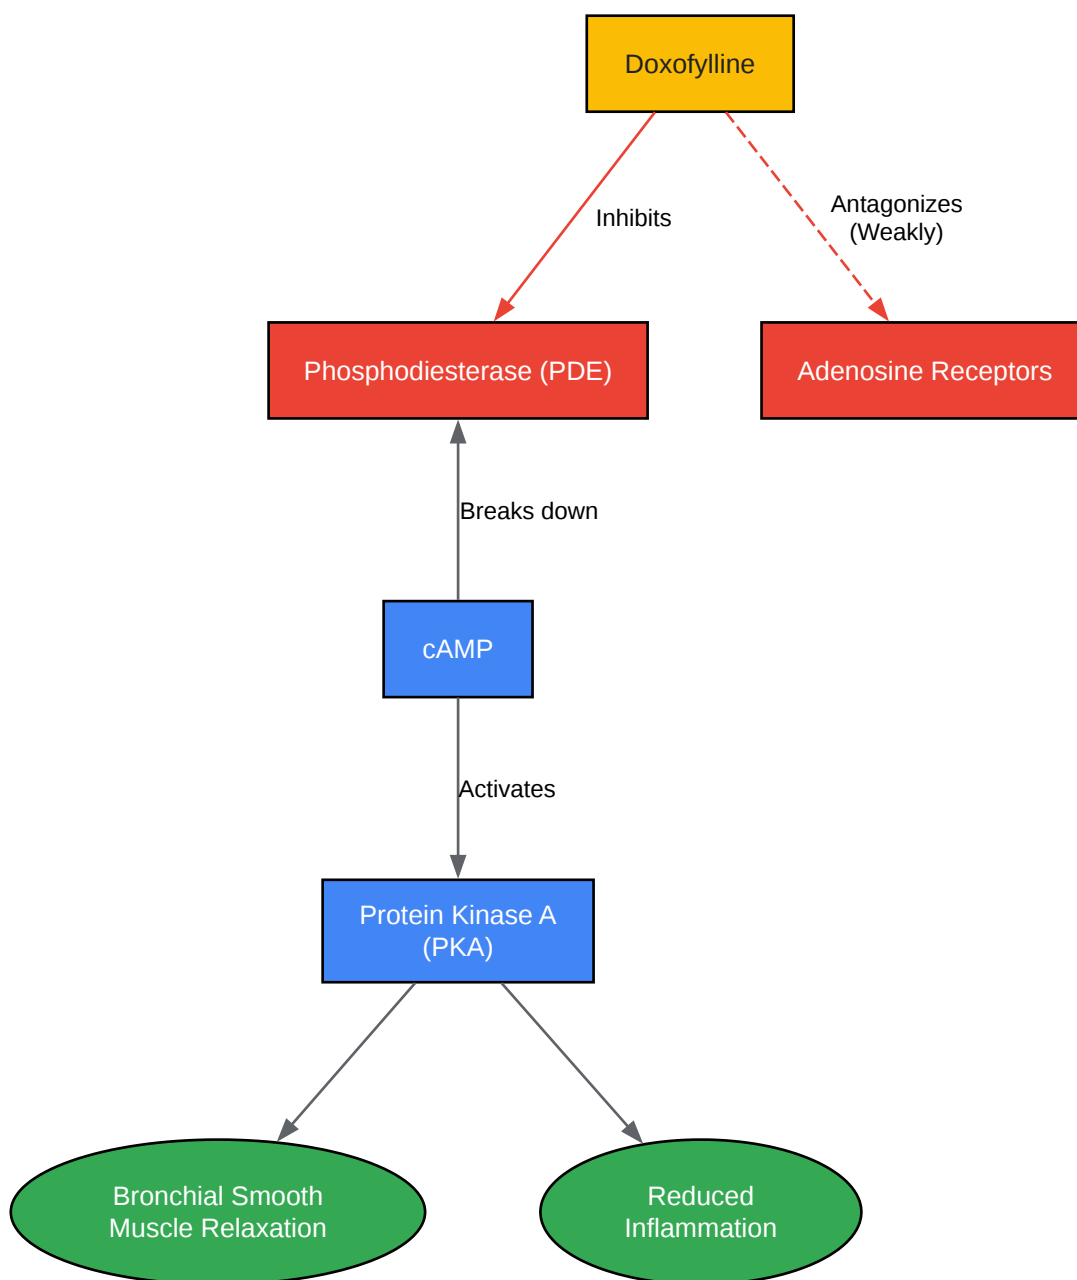 Doxofylline
Inhibits
Antagonizes
(Weakly)
Phosphodiesterase (PDE)
Adenosine Receptors
Breaks down
cAMP
Activates
Protein Kinase A
(PKA)
Bronchial Smooth
Muscle Relaxation
Reduced
Inflammation